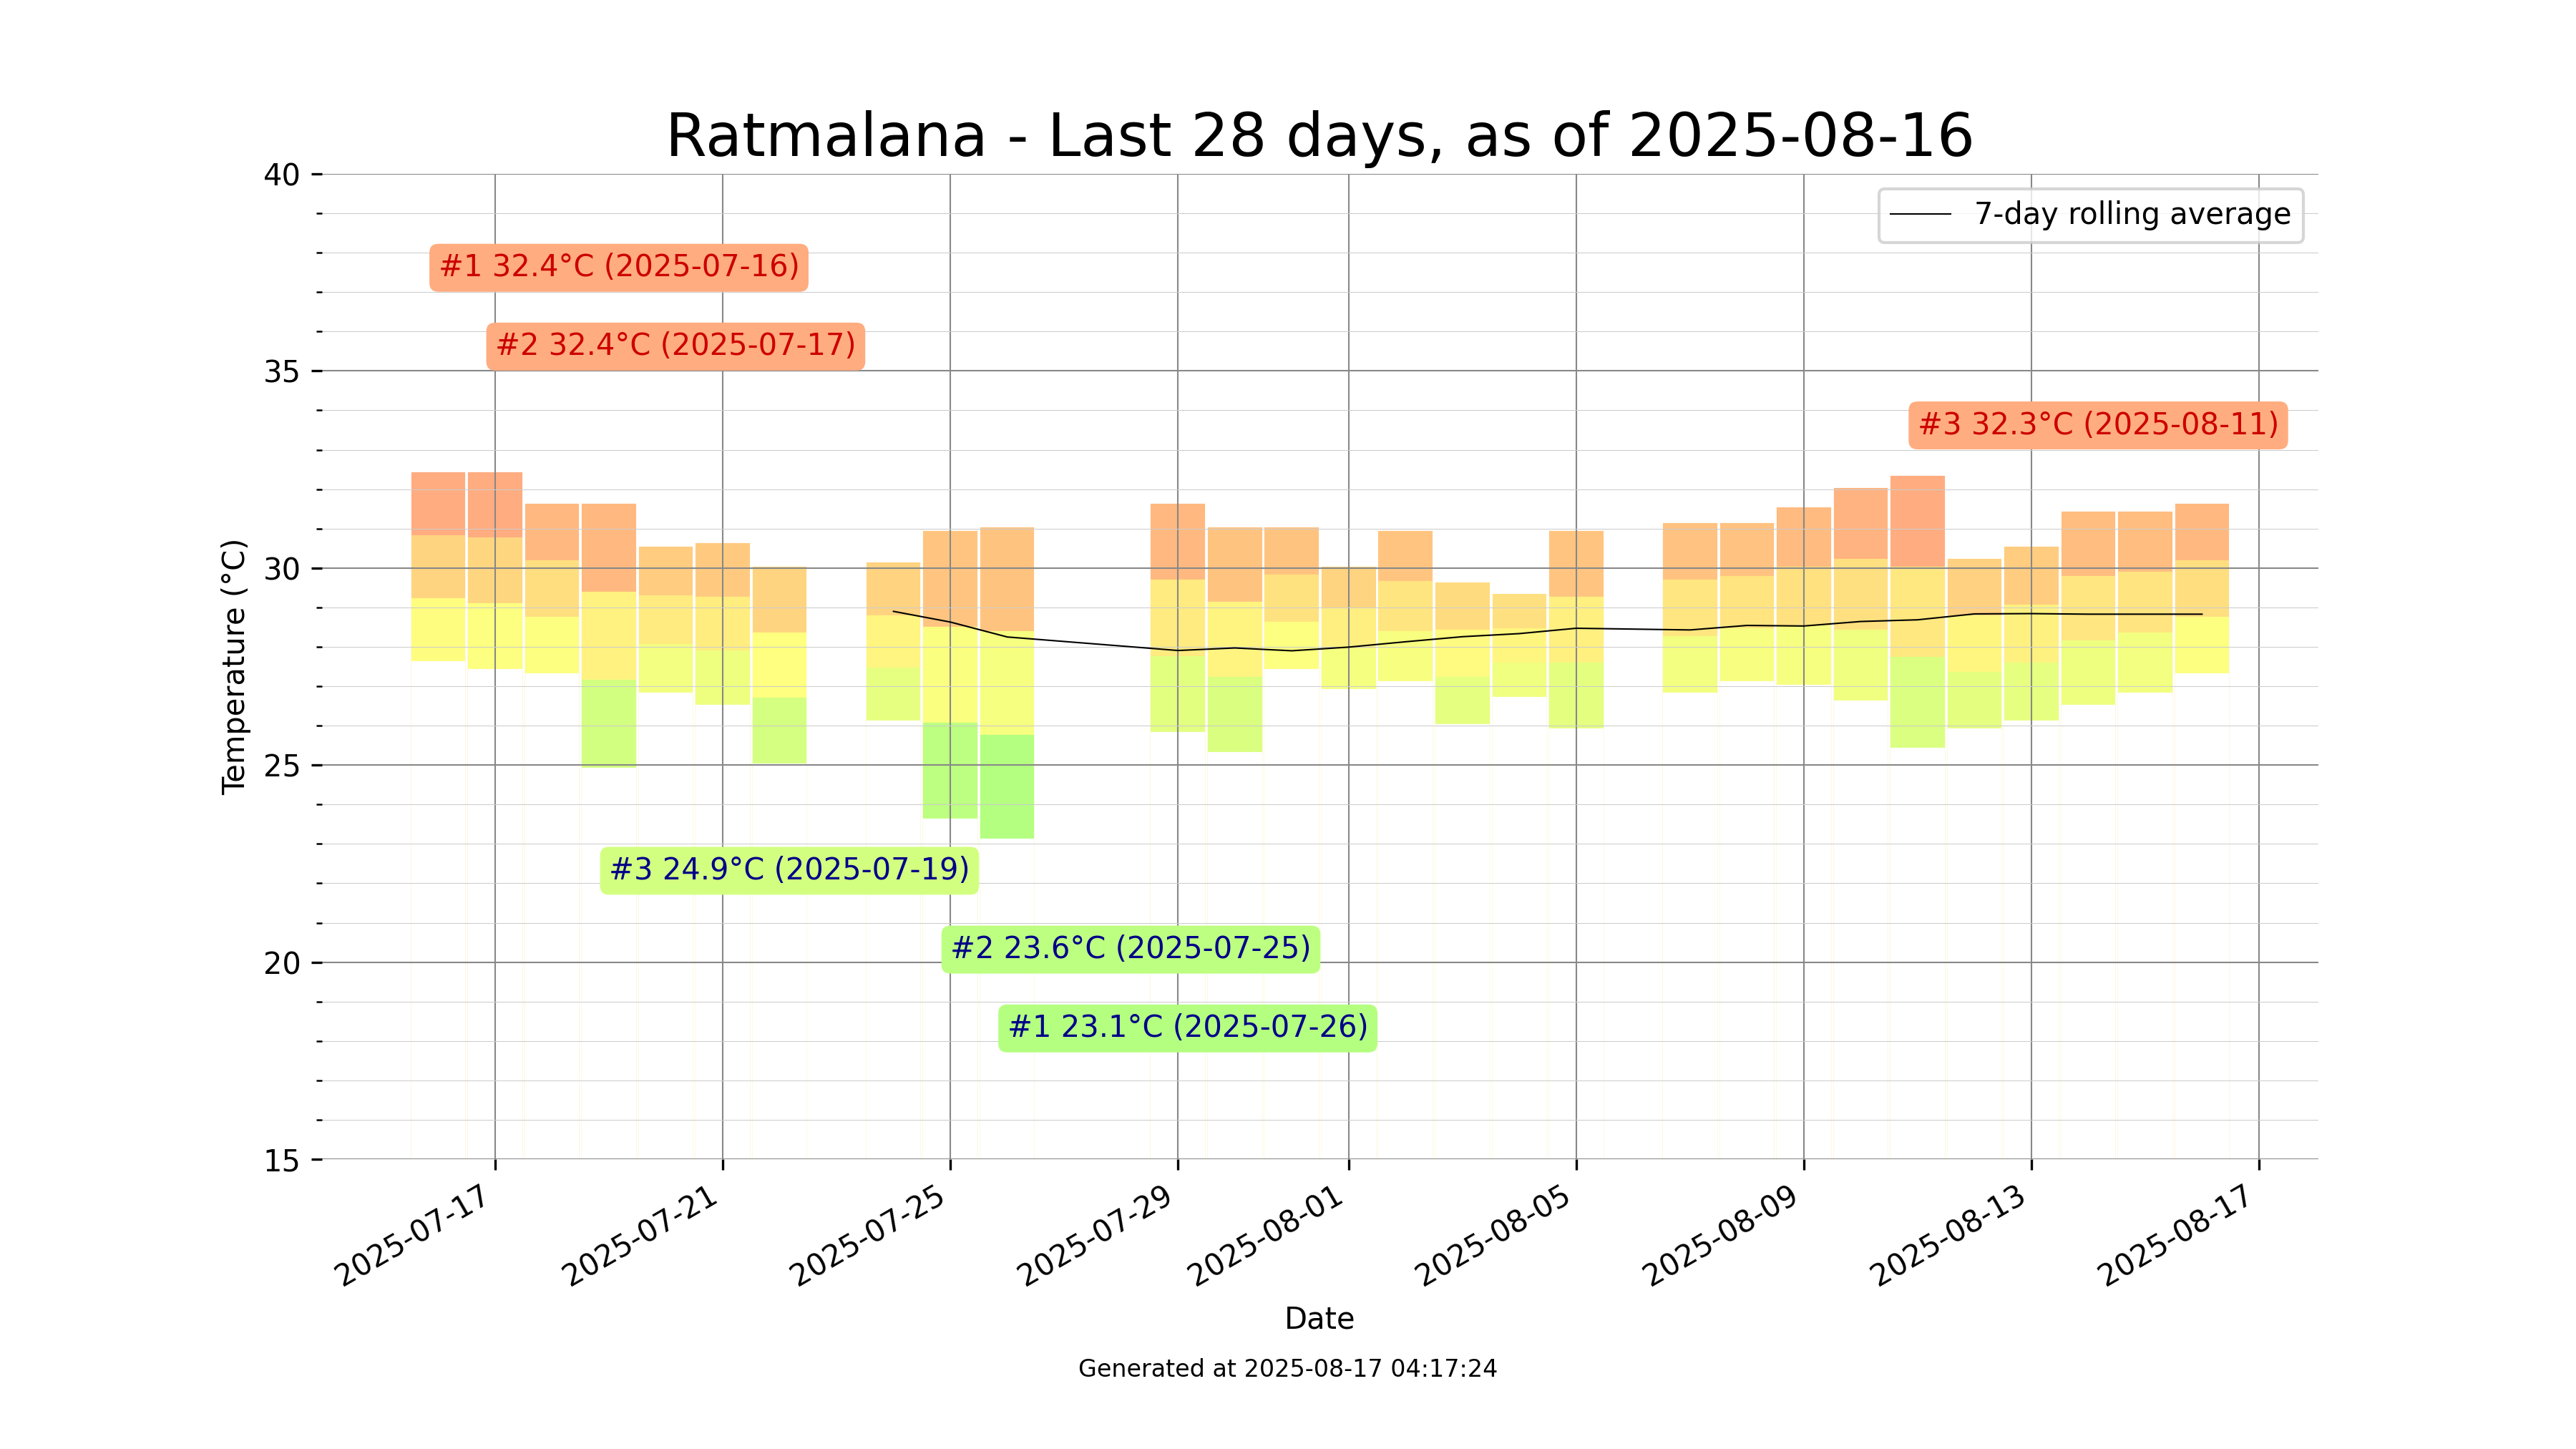 Ratmalana - Last 28 days, as of 2025-08-16
40
7-day rolling average
#1 32.4°C (2025-07-16)
#2 32.4°C (2025-07-17)
35
#3 32.3°C (2025-08-11)
30
Temperature (°C)
25
#3 24.9°C (2025-07-19)
#2 23.6°C (2025-07-25)
20
#1 23.1°C (2025-07-26)
15
2025-07-17
2025-07-21
2025-07-25
2025-07-29
2025-08-01
2025-08-05
2025-08-09
2025-08-13
2025-08-17
Date
Generated at 2025-08-17 04:17:24